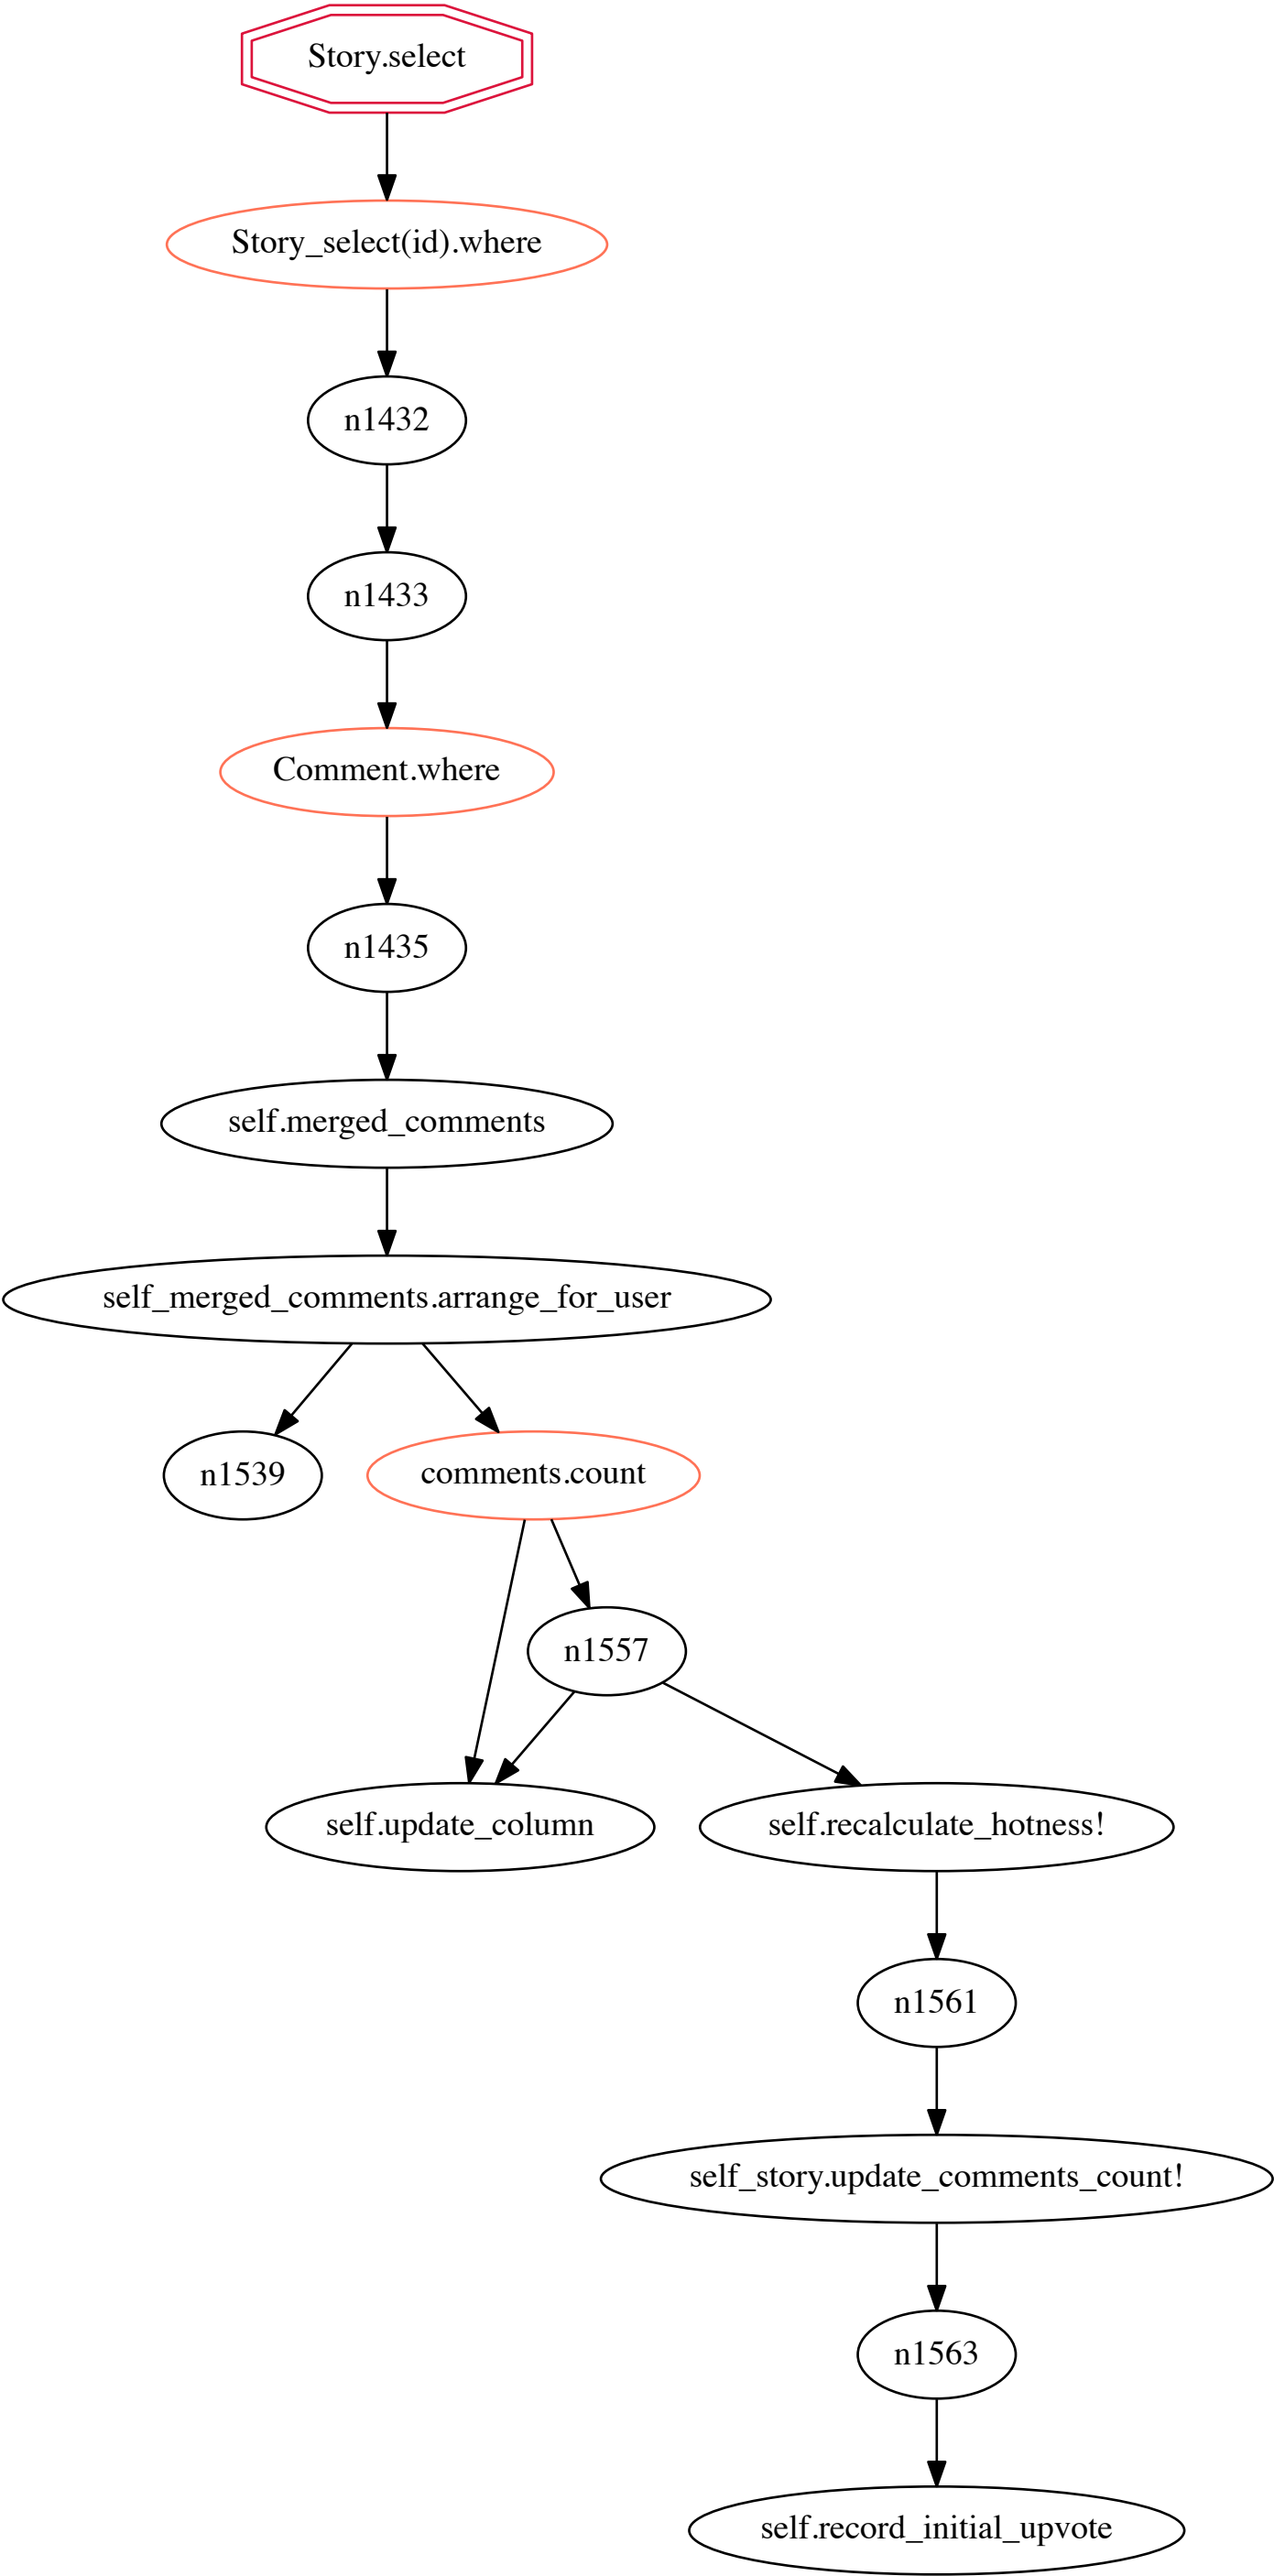 Story.select
Story_select(id).where
n1432
n1433
Comment.where
n1435
self.merged_comments
self_merged_comments.arrange_for_user
n1539
comments.count
n1557
self.update_column
self.recalculate_hotness!
n1561
self_story.update_comments_count!
n1563
self.record_initial_upvote